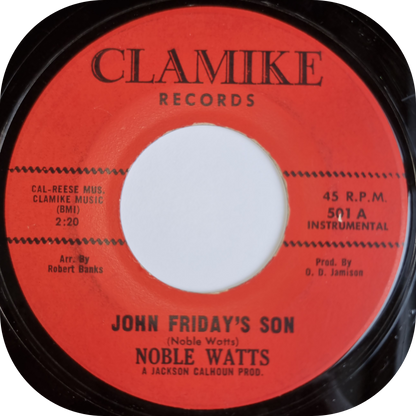 CLAMIKE
RECORDS
CAL-REESE MUS.
CLAMIKE MUSIC
(BMI)
2:20
45 R.P.M.
501 A
INSTRUMENTAL
Arr. By
Robert Banks
Prod. By
O. D. Jamison
JOHN FRIDAY'S SON
(Noble Watts)
NOBLE WATTS
A JACKSON CALHOUN PROD.